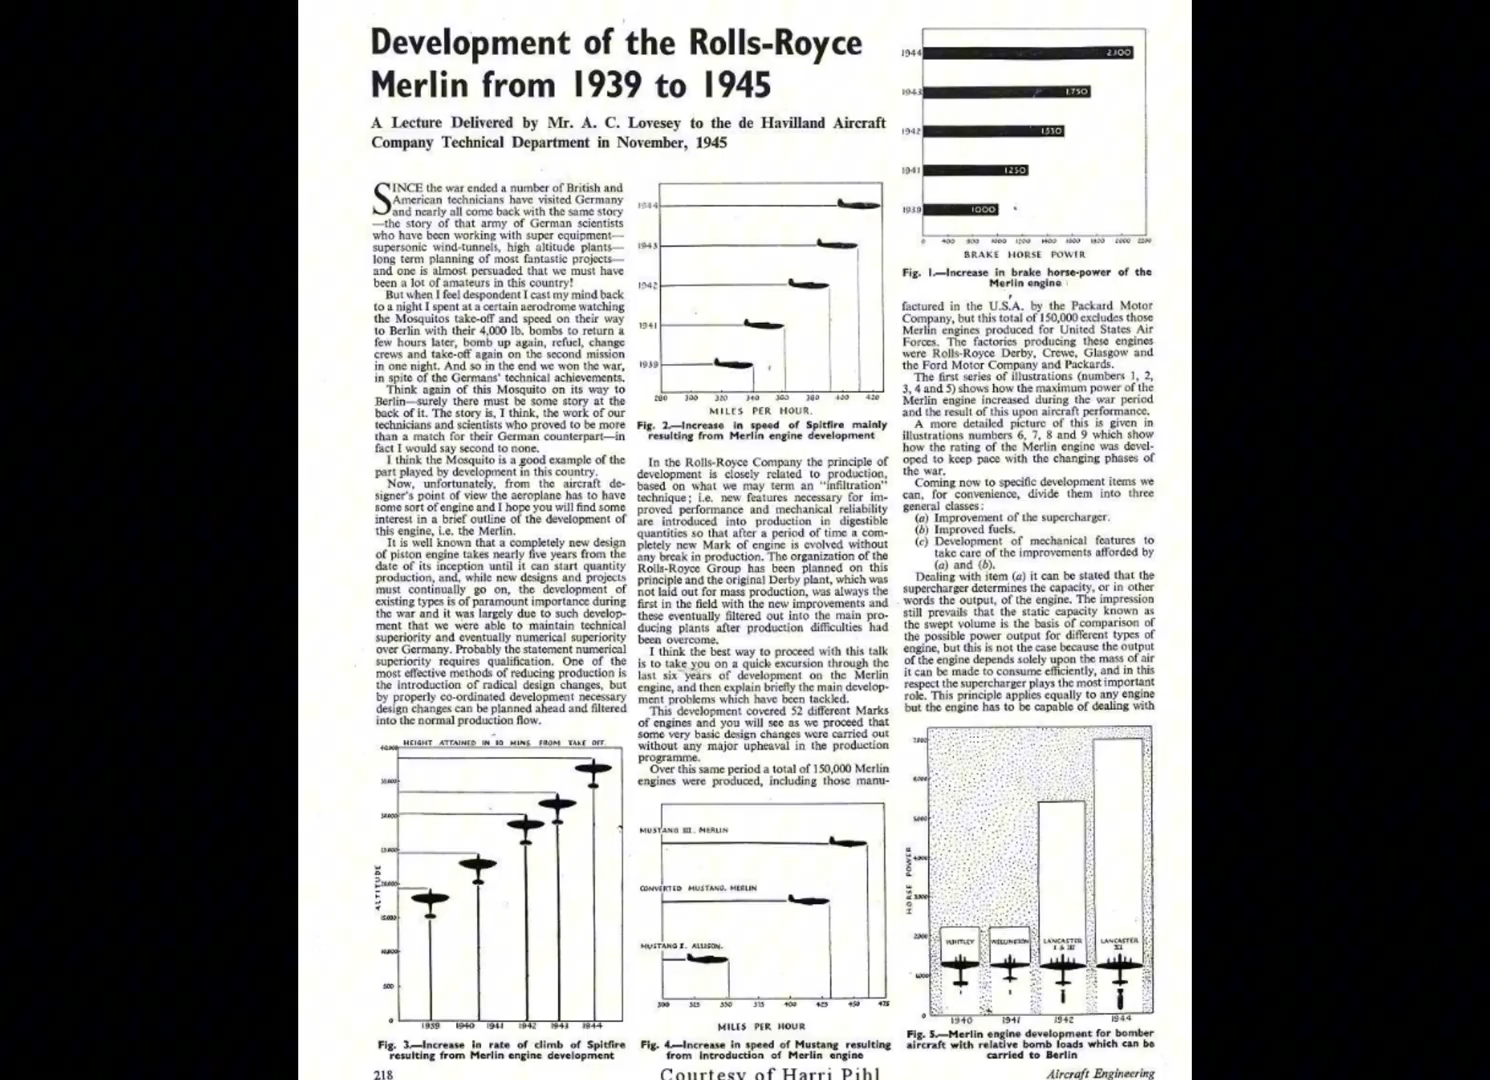 Development of the Rolls-Royce
Merlin from 1939 to 1945
A Lecture Delivered by Mr. A. C. Lovesey to the de Havilland Aircraft
Company Technical Department in November, 1945
SINCE the war ended a number of British and
American technicians have visited Germany
and nearly all come back with the same story
—the story of that army of German scientists
who have been working with super equipment—
supersonic wind-tunnels, high altitude plants—
long term planning of most fantastic projects—
and one is almost persuaded that we must have
been a lot of amateurs in this country!
But when I feel despondent I cast my mind back
to a night I spent at a certain aerodrome watching
the Mosquitos take-off and speed on their way
to Berlin with their 4,000 lb. bombs to return a
few hours later, bomb up again, refuel, change
crews and take-off again on the second mission
in one night. And so in the end we won the war,
in spite of the Germans' technical achievements.
Think again of this Mosquito on its way to
Berlin—surely there must be some story at the
back of it. The story is, I think, the work of our
technicians and scientists who proved to be more
than a match for their German counterpart—in
fact I would say second to none.
I think the Mosquito is a good example of the
part played by development in this country.
Now, unfortunately, from the aircraft de-
signer's point of view the aeroplane has to have
some sort of engine and I hope you will find some
interest in a brief outline of the development of
this engine, i.e. the Merlin.
It is well known that a completely new design
of piston engine takes nearly five years from the
date of its inception until it can start quantity
production, and, while new designs and projects
must continually go on, the development of
existing types is of paramount importance during
the war and it was largely due to such develop-
ment that we were able to maintain technical
superiority and eventually numerical superiority
over Germany. Probably the statement numerical
superiority requires qualification. One of the
most effective methods of reducing production is
the introduction of radical design changes, but
by properly co-ordinated development necessary
design changes can be planned ahead and filtered
into the normal production flow.
HEIGHT ATTAINED IN 10 MINS. FROM TAKE OFF.
ALTITUDE
1939 1940 1941 1942 1943 1944
Fig. 3.—Increase in rate of climb of Spitfire
resulting from Merlin engine development
1944
1943
1942
1941
1939
280 300 320 340 360 380 400 420
MILES PER HOUR.
Fig. 2.—Increase in speed of Spitfire mainly
resulting from Merlin engine development
In the Rolls-Royce Company the principle of
development is closely related to production,
based on what we may term an "infiltration"
technique; i.e. new features necessary for im-
proved performance and mechanical reliability
are introduced into production in digestible
quantities so that after a period of time a com-
pletely new Mark of engine is evolved without
any break in production. The organization of the
Rolls-Royce Group has been planned on this
principle and the original Derby plant, which was
not laid out for mass production, was always the
first in the field with the new improvements and
these eventually filtered out into the main pro-
ducing plants after production difficulties had
been overcome.
I think the best way to proceed with this talk
is to take you on a quick excursion through the
last six years of development on the Merlin
engine, and then explain briefly the main develop-
ment problems which have been tackled.
This development covered 52 different Marks
of engines and you will see as we proceed that
some very basic design changes were carried out
without any major upheaval in the production
programme.
Over this same period a total of 150,000 Merlin
engines were produced, including those manu-
MUSTANG III. MERLIN
CONVERTED MUSTANG. MERLIN
MUSTANG I. ALLISON.
300 325 350 375 400 425 450 475
MILES PER HOUR
Fig. 4.—Increase in speed of Mustang resulting
from introduction of Merlin engine
1944 2,100
1943 1,750
1942 1530
1941 1250
1939 1000
BRAKE HORSE POWER
Fig. 1.—Increase in brake horse-power of the
Merlin engine
factured in the U.S.A. by the Packard Motor
Company, but this total of 150,000 excludes those
Merlin engines produced for United States Air
Forces. The factories producing these engines
were Rolls-Royce Derby, Crewe, Glasgow and
the Ford Motor Company and Packards.
The first series of illustrations (numbers 1, 2,
3, 4 and 5) shows how the maximum power of the
Merlin engine increased during the war period
and the result of this upon aircraft performance.
A more detailed picture of this is given in
illustrations numbers 6, 7, 8 and 9 which show
how the rating of the Merlin engine was devel-
oped to keep pace with the changing phases of
the war.
Coming now to specific development items we
can, for convenience, divide them into three
general classes:
(a) Improvement of the supercharger.
(b) Improved fuels.
(c) Development of mechanical features to
take care of the improvements afforded by
(a) and (b).
Dealing with item (a) it can be stated that the
supercharger determines the capacity, or in other
words the output, of the engine. The impression
still prevails that the static capacity known as
the swept volume is the basis of comparison of
the possible power output for different types of
engine, but this is not the case because the output
of the engine depends solely upon the mass of air
it can be made to consume efficiently, and in this
respect the supercharger plays the most important
role. This principle applies equally to any engine
but the engine has to be capable of dealing with
HORSE POWER
WHITLEY WELLINGTON LANCASTER I & III LANCASTER
1940 1941 1942 1944
Fig. 5.—Merlin engine development for bomber
aircraft with relative bomb loads which can be
carried to Berlin
218
Courtesy of Harri Pihl
Aircraft Engineering